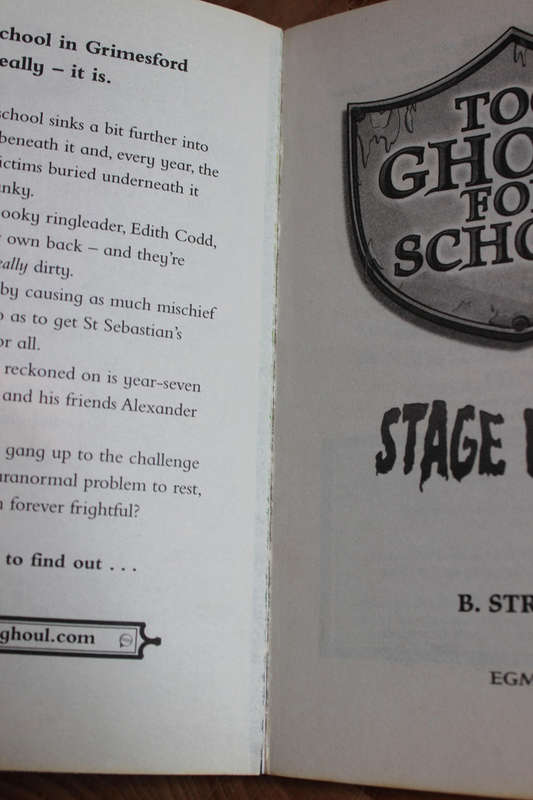 chool in Grimesford
eally – it is.
school sinks a bit further into
beneath it and, every year, the
ictims buried underneath it
nky.
ooky ringleader, Edith Codd,
own back – and they're
eally dirty.
by causing as much mischief
o as to get St Sebastian's
or all.
reckoned on is year-seven
and his friends Alexander
gang up to the challenge
aranormal problem to rest,
n forever frightful?
to find out . . .
ghoul.com
TOO
GHO
FO
SCHO
STAGE
B. STR
EGM